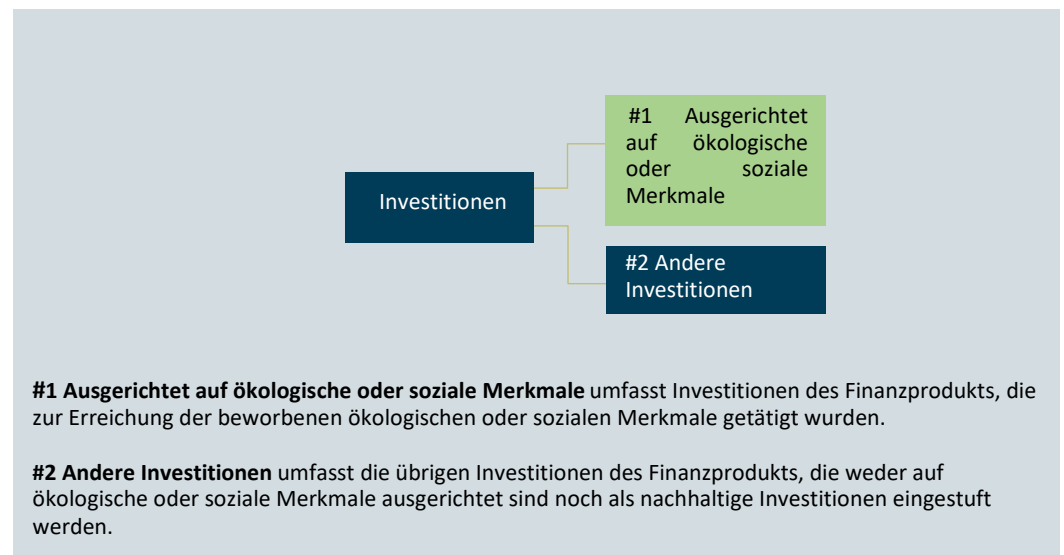 #1 Ausgerichtet
auf ökologische
oder soziale
Merkmale
Investitionen
#2 Andere
Investitionen
#1 Ausgerichtet auf ökologische oder soziale Merkmale umfasst Investitionen des Finanzprodukts, die
zur Erreichung der beworbenen ökologischen oder sozialen Merkmale getätigt wurden.
#2 Andere Investitionen umfasst die übrigen Investitionen des Finanzprodukts, die weder auf
ökologische oder soziale Merkmale ausgerichtet sind noch als nachhaltige Investitionen eingestuft
werden.